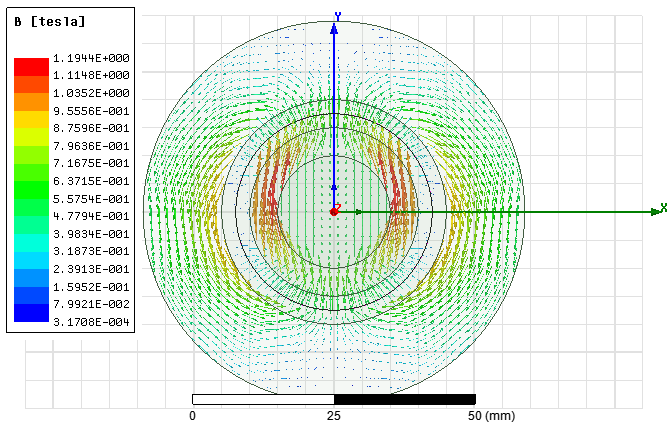 B [tesla]
1.1944E+000
1.1148E+000
1.0352E+000
9.5556E-001
8.7596E-001
7.9636E-001
7.1675E-001
6.3715E-001
5.5754E-001
4.7794E-001
3.9834E-001
3.1873E-001
2.3913E-001
1.5952E-001
7.9921E-002
3.1708E-004
Y
Z
X
0 25 50 (mm)